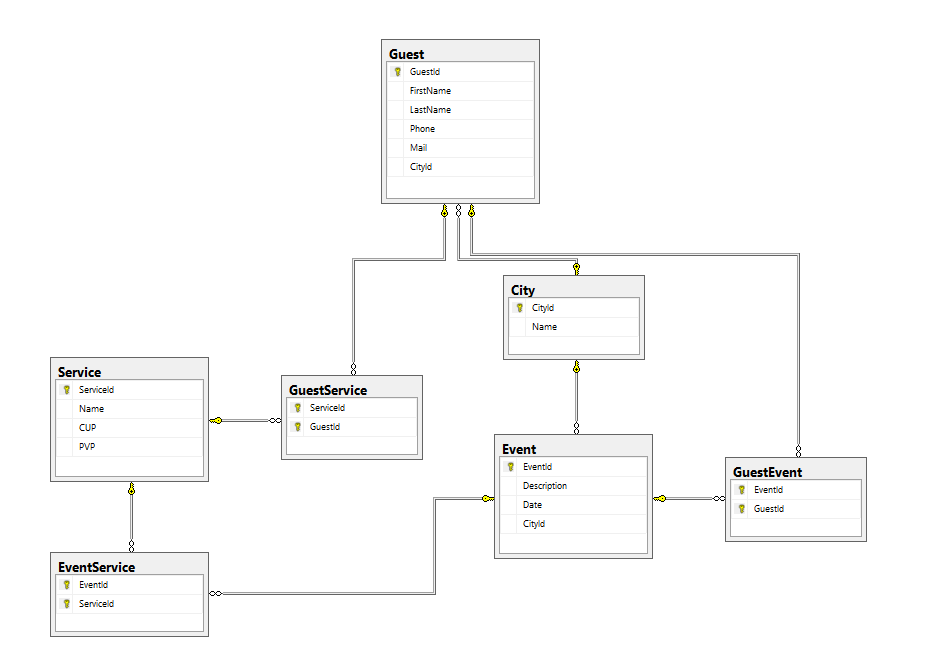 Guest
GuestId
FirstName
LastName
Phone
Mail
CityId
City
CityId
Name
Service
ServiceId
Name
CUP
PVP
GuestService
ServiceId
GuestId
Event
EventId
Description
Date
CityId
GuestEvent
EventId
GuestId
EventService
EventId
ServiceId